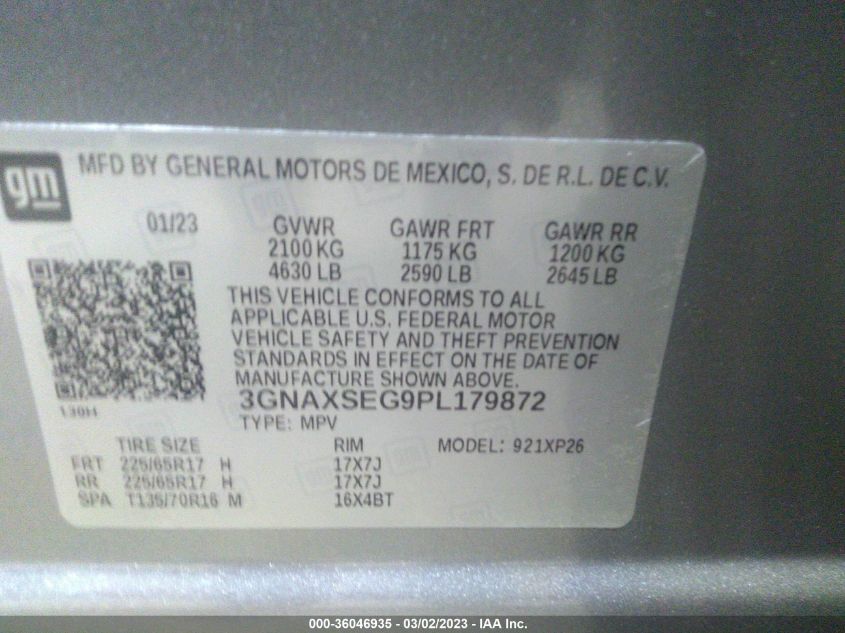 gm
MFD BY GENERAL MOTORS DE MEXICO, S. DE R.L. DE C.V.
01/23 GVWR GAWR FRT GAWR RR
2100 KG 1175 KG 1200 KG
4630 LB 2590 LB 2645 LB
THIS VEHICLE CONFORMS TO ALL
APPLICABLE U.S. FEDERAL MOTOR
VEHICLE SAFETY AND THEFT PREVENTION
STANDARDS IN EFFECT ON THE DATE OF
MANUFACTURE SHOWN ABOVE.
130H
3GNAXSEG9PL179872
TYPE: MPV
TIRE SIZE RIM MODEL: 921XP26
FRT 225/65R17 H 17X7J
RR 225/65R17 H 17X7J
SPA T135/70R16 M 16X4BT
000-36046935 - 03/02/2023 - IAA Inc.